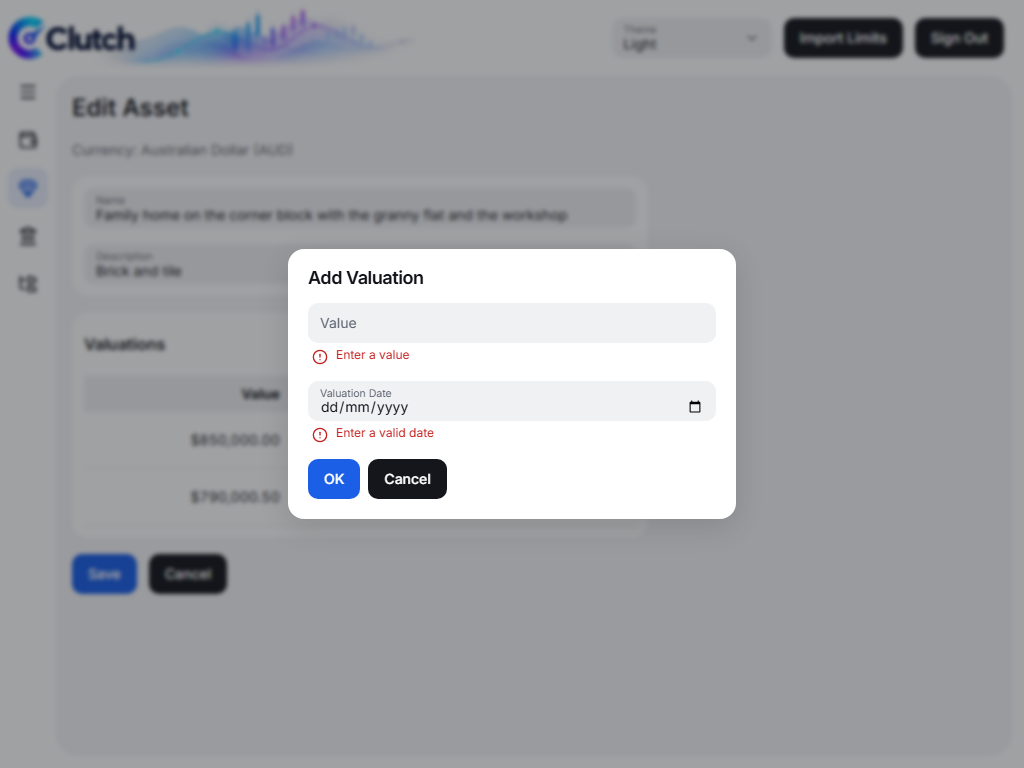 Clutch
Theme
Light
Import Limits
Sign Out
Edit Asset
Currency: Australian Dollar (AUD)
Name
Family home on the corner block with the granny flat and the workshop
Description
Brick and tile
Valuations
Value
$850,000.00
$790,000.50
Save
Cancel
Add Valuation
Value
Enter a value
Valuation Date
dd/mm/yyyy
Enter a valid date
OK
Cancel